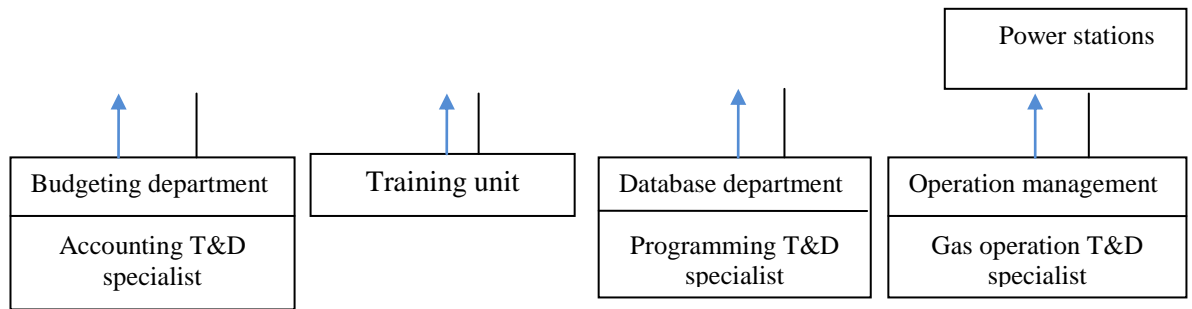 Power stations
Budgeting department
Training unit
Database department
Operation management
Accounting T&D
specialist
Programming T&D
specialist
Gas operation T&D
specialist